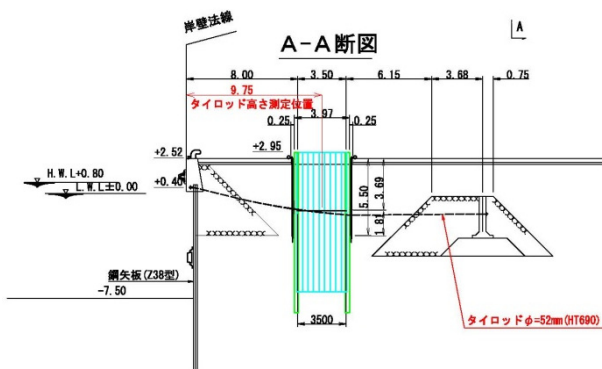 岸壁法線
A-A断図
A
8.00
3.50
6.15
3.68
0.75
9.75
タイロッド高さ測定位置
3.97
0.25
0.25
+2.95
+2.52
H.W.L+0.80
L.W.L±0.00
+0.40
3.69
5.50
1.81
鋼矢板(Z38型)
-7.50
3500
タイロッドφ=52mm(HT690)